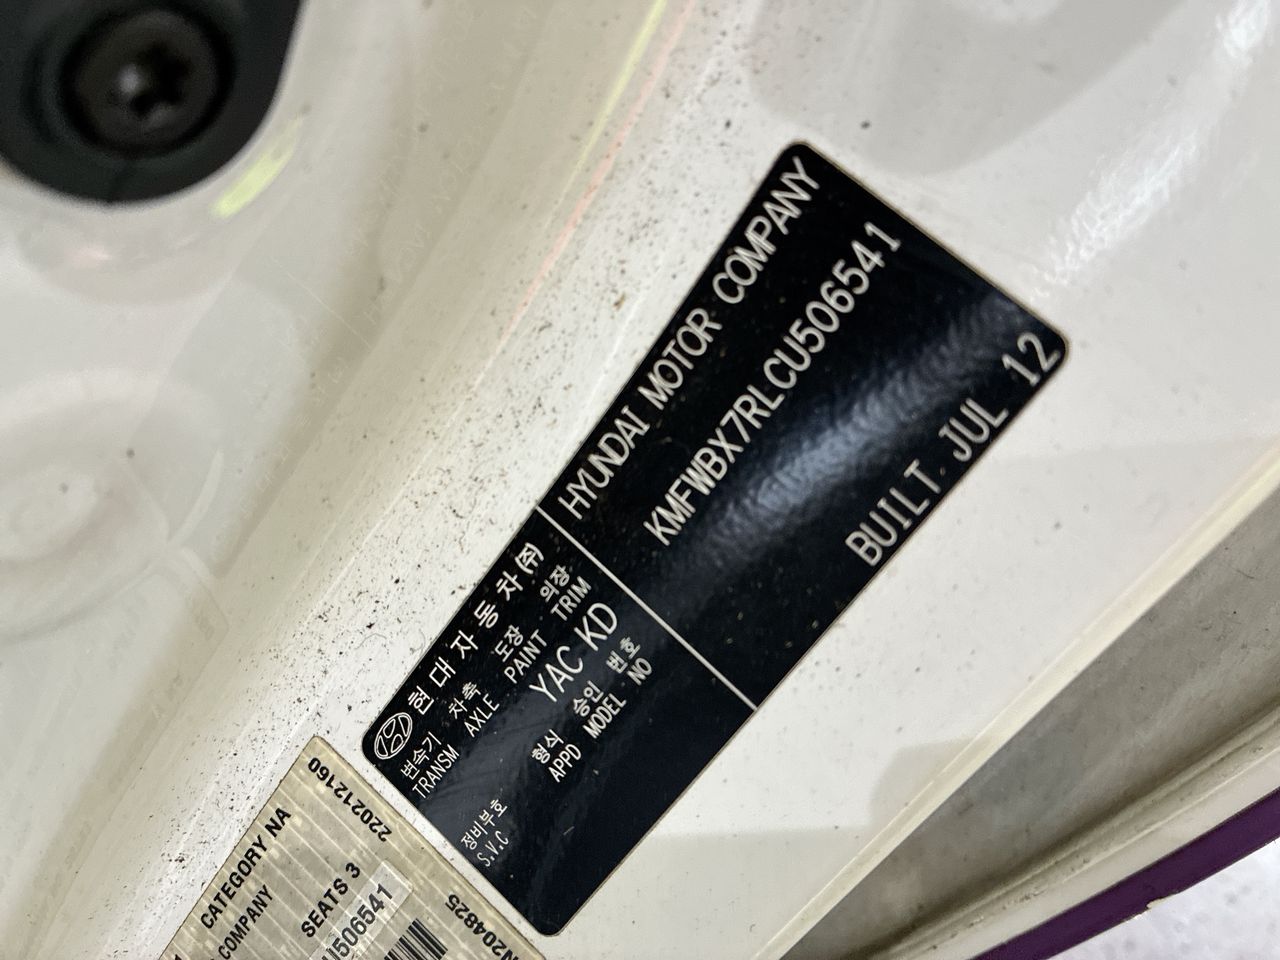 현대자동차(주)
HYUNDAI MOTOR COMPANY
변속기 차축 도장 의장
TRANSM AXLE PAINT TRIM
KMFWBX7RLCU506541
YAC KD
형식 승인 번호
APPD MODEL NO
정비부호
S.V.C
BUILT. JUL 12
220212160
CATEGORY NA
COMPANY
SEATS 3
U506541
N204825